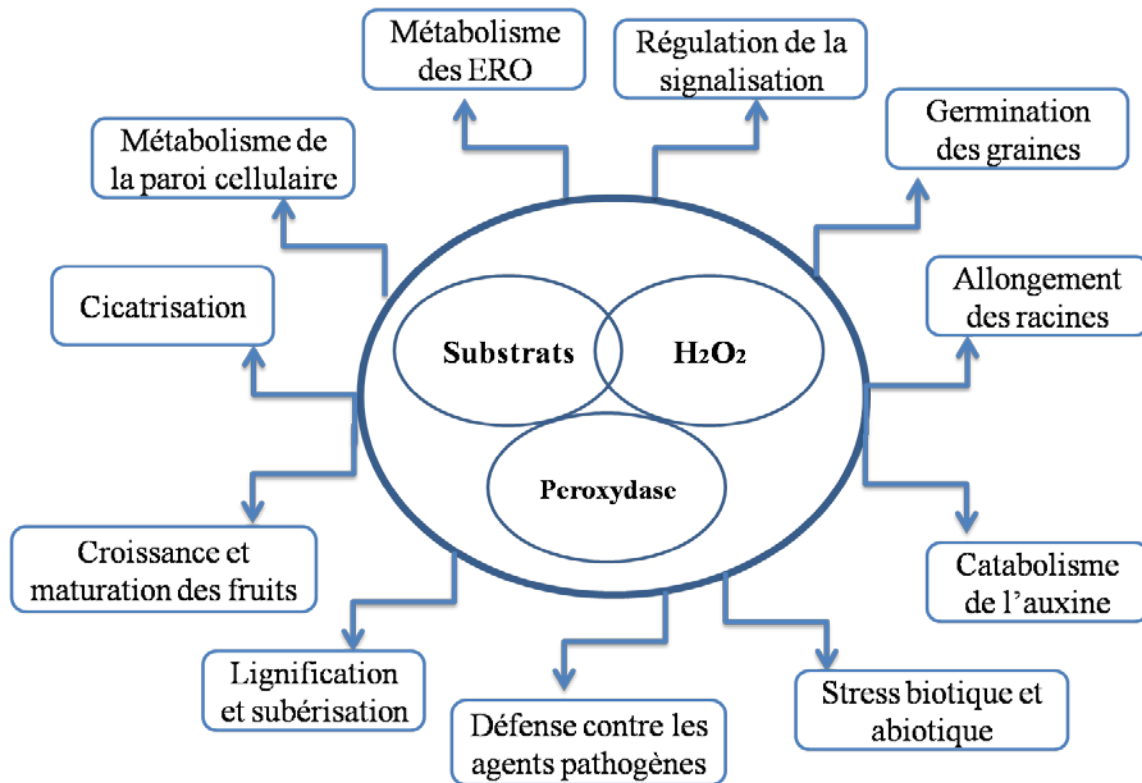 Métabolisme
des ERO
Régulation de la
signalisation
Germination
des graines
Métabolisme de
la paroi cellulaire
Cicatrisation
Allongement
des racines
Substrats
H₂O₂
Peroxydase
Croissance et
maturation des fruits
Catabolisme
de l’auxine
Lignification
et subérisation
Défense contre les
agents pathogènes
Stress biotique et
abiotique